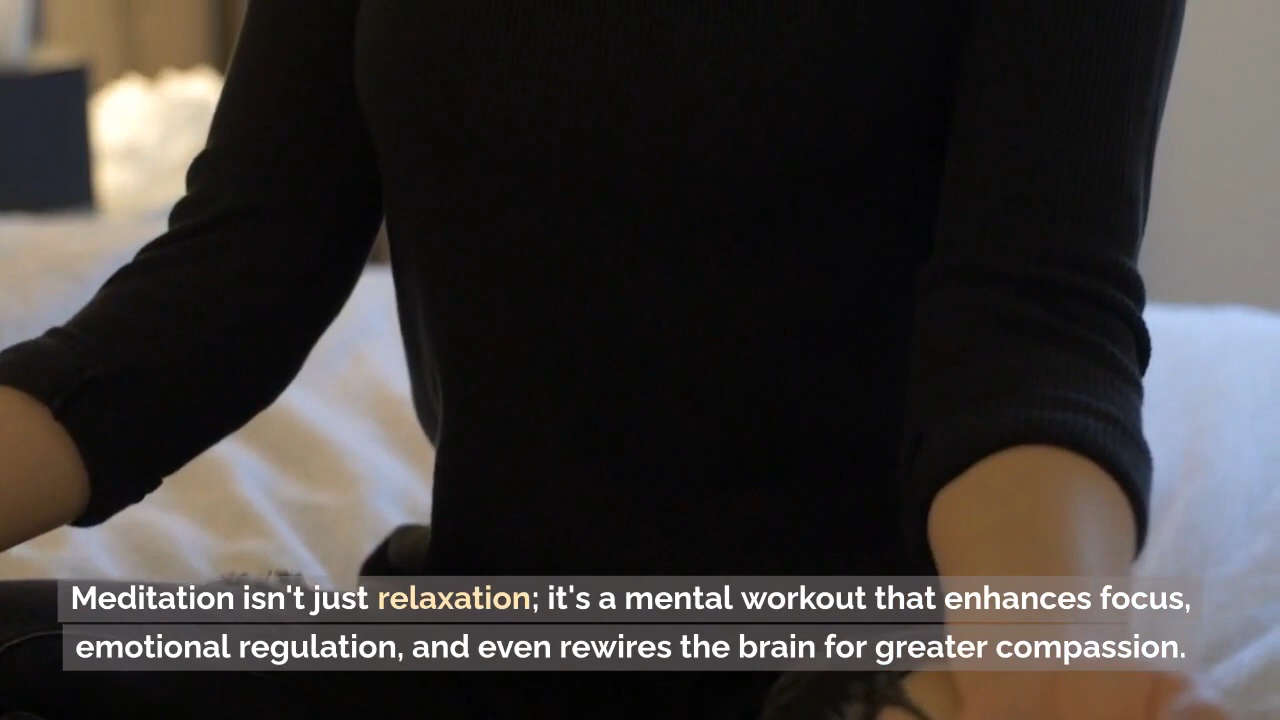 Meditation isn't just relaxation; it's a mental workout that enhances focus,
emotional regulation, and even rewires the brain for greater compassion.